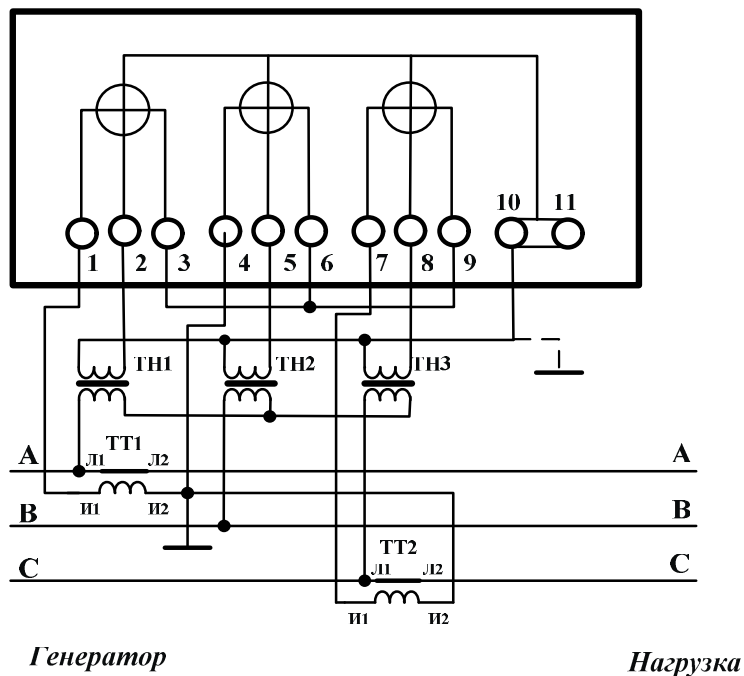 10 11
1 2 3 4 5 6 7 8 9
ТН1 ТН2 ТН3
А Л1 ТТ1 Л2 А
И1 И2
В В
ТТ2
С Л1 Л2 С
И1 И2
Генератор Нагрузка